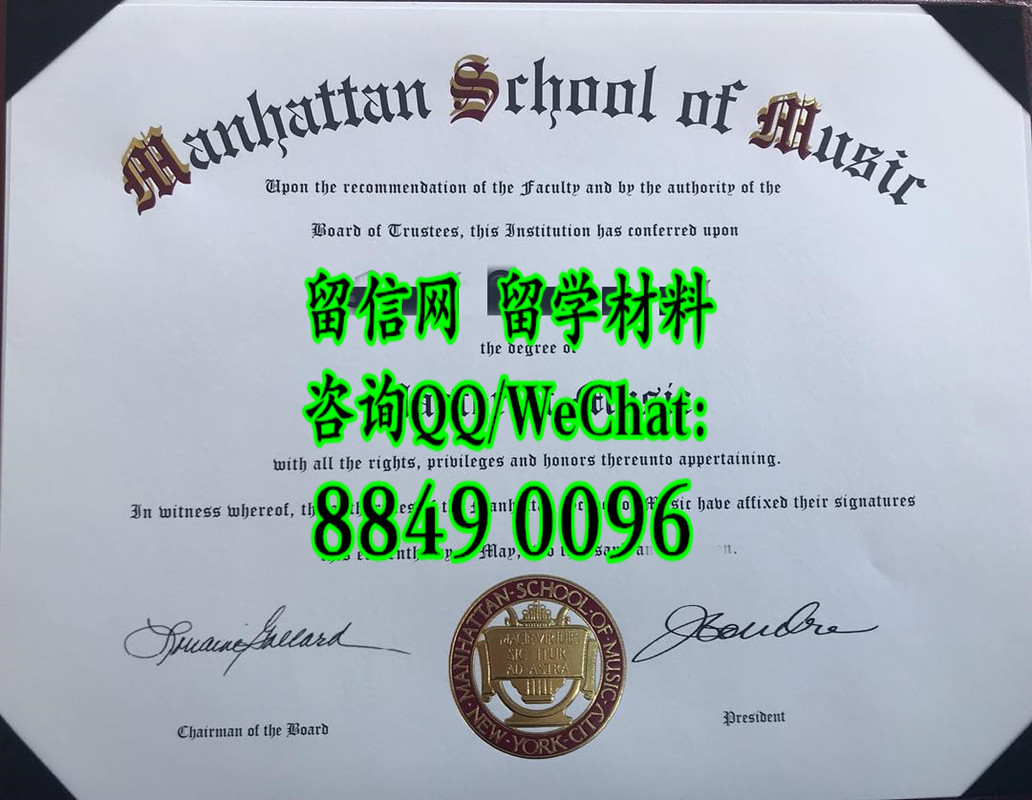 Manhattan School of Music
Upon the recommendation of the Faculty and by the authority of the
Board of Trustees, this Institution has conferred upon
留信网 留学材料
the degree of
咨询QQ/WeChat:
Music
with all the rights, privileges and honors thereunto appertaining.
8849 0096
In witness whereof, Music have affixed their signatures
this May,
MANHATTAN·SCHOOL·OF·MUSIC·NEW·YORK·CITY
MACTE VIRTUTE
SIC ITUR
AD ASTRA
Chairman of the Board
President